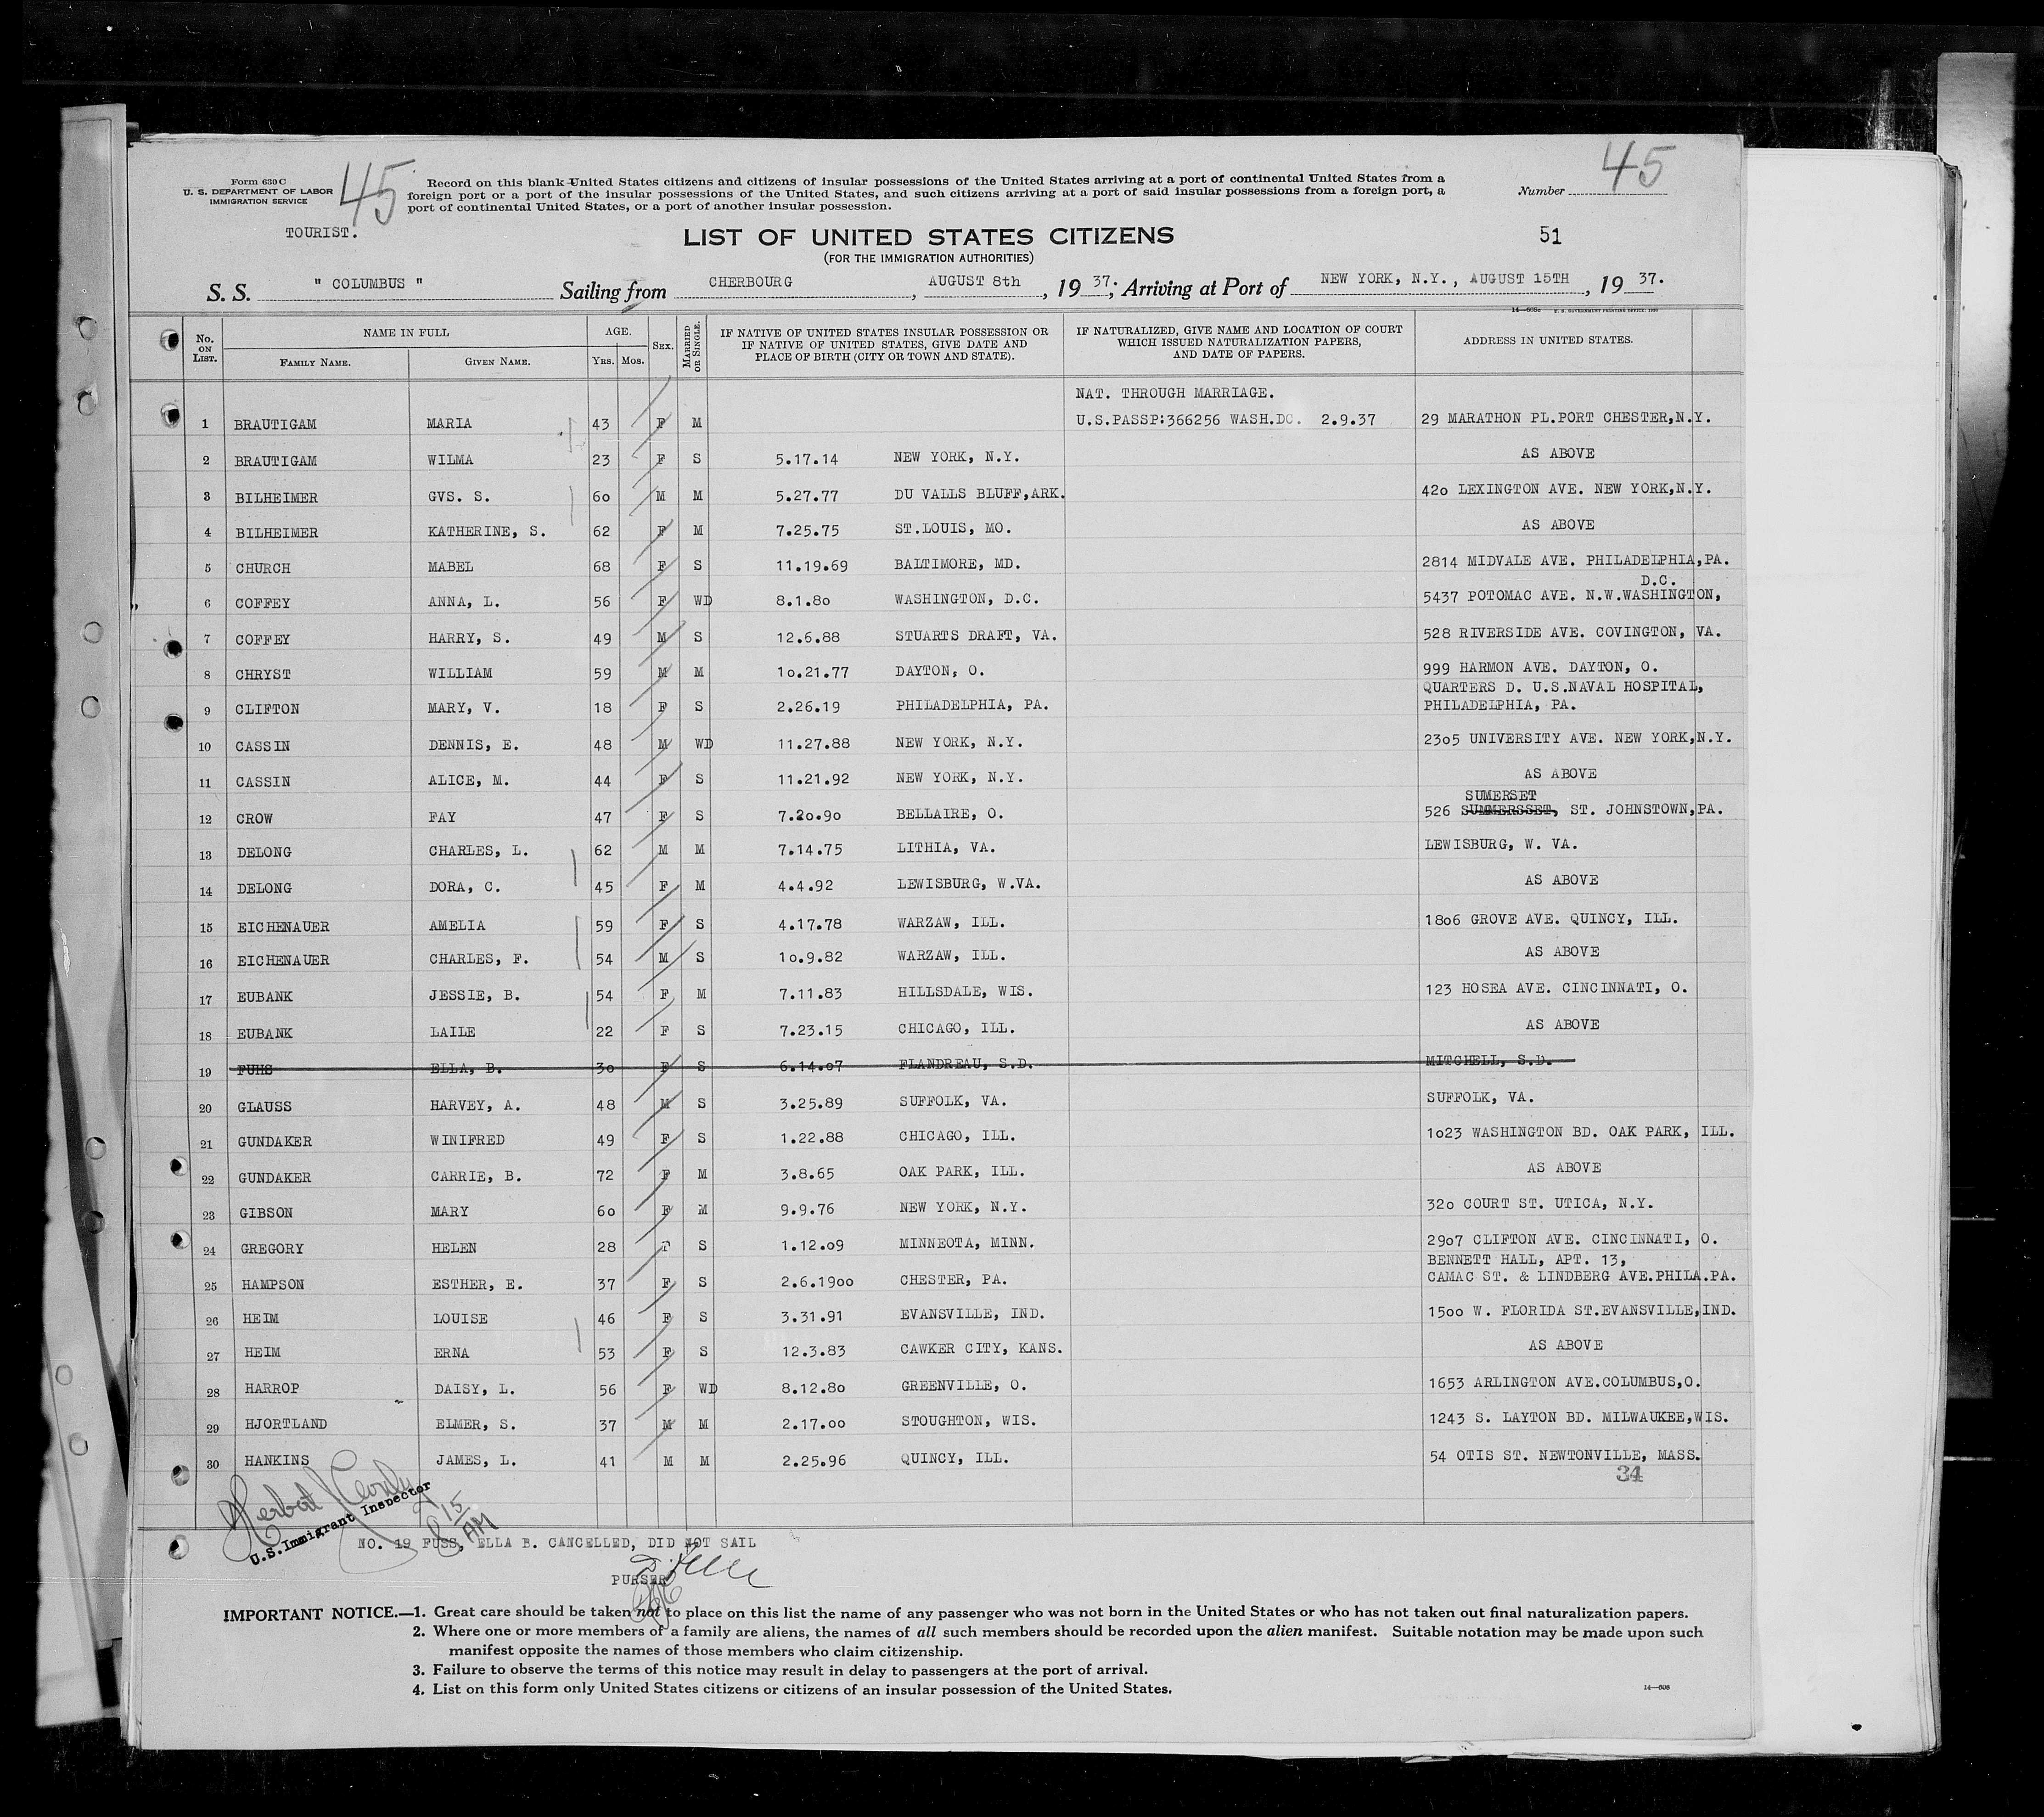 Form 630 C
U. S. DEPARTMENT OF LABOR
IMMIGRATION SERVICE
45
Record on this blank United States citizens and citizens of insular possessions of the United States arriving at a port of continental United States from a
foreign port or a port of the insular possessions of the United States, and such citizens arriving at a port of said insular possessions from a foreign port, a
port of continental United States, or a port of another insular possession.
Number 45
TOURIST.
LIST OF UNITED STATES CITIZENS
51
(FOR THE IMMIGRATION AUTHORITIES)
S. S. " COLUMBUS " Sailing from CHERBOURG, AUGUST 8th, 19 37; Arriving at Port of NEW YORK, N.Y., AUGUST 15TH, 19 37.
No. ON LIST. NAME IN FULL FAMILY NAME. GIVEN NAME. AGE. YRS. MOS. SEX. MARRIED OR SINGLE. IF NATIVE OF UNITED STATES INSULAR POSSESSION OR IF NATIVE OF UNITED STATES, GIVE DATE AND PLACE OF BIRTH (CITY OR TOWN AND STATE). IF NATURALIZED, GIVE NAME AND LOCATION OF COURT WHICH ISSUED NATURALIZATION PAPERS, AND DATE OF PAPERS. ADDRESS IN UNITED STATES.
NAT. THROUGH MARRIAGE.
1 BRAUTIGAM MARIA 43 F M U.S.PASSP:366256 WASH.DC. 2.9.37 29 MARATHON PL.PORT CHESTER,N.Y.
2 BRAUTIGAM WILMA 23 F S 5.17.14 NEW YORK, N.Y. AS ABOVE
3 BILHEIMER GVS. S. 60 M M 5.27.77 DU VALLS BLUFF,ARK. 420 LEXINGTON AVE. NEW YORK,N.Y.
4 BILHEIMER KATHERINE, S. 62 F M 7.25.75 ST.LOUIS, MO. AS ABOVE
5 CHURCH MABEL 68 F S 11.19.69 BALTIMORE, MD. 2814 MIDVALE AVE. PHILADELPHIA,PA.
D.C.
6 COFFEY ANNA, L. 56 F WD 8.1.80 WASHINGTON, D.C. 5437 POTOMAC AVE. N.W.WASHINGTON,
7 COFFEY HARRY, S. 49 M S 12.6.88 STUARTS DRAFT, VA. 528 RIVERSIDE AVE. COVINGTON, VA.
8 CHRYST WILLIAM 59 M M 10.21.77 DAYTON, O. 999 HARMON AVE. DAYTON, O.
QUARTERS D. U.S.NAVAL HOSPITAL,
9 CLIFTON MARY, V. 18 F S 2.26.19 PHILADELPHIA, PA. PHILADELPHIA, PA.
10 CASSIN DENNIS, E. 48 M WD 11.27.88 NEW YORK, N.Y. 2305 UNIVERSITY AVE. NEW YORK,N.Y.
11 CASSIN ALICE, M. 44 F S 11.21.92 NEW YORK, N.Y. AS ABOVE
SUMERSET
12 CROW FAY 47 F S 7.20.90 BELLAIRE, O. 526 SUMMERSSET, ST. JOHNSTOWN,PA.
13 DELONG CHARLES, L. 62 M M 7.14.75 LITHIA, VA. LEWISBURG, W. VA.
14 DELONG DORA, C. 45 F M 4.4.92 LEWISBURG, W.VA. AS ABOVE
15 EICHENAUER AMELIA 59 F S 4.17.78 WARZAW, ILL. 1806 GROVE AVE. QUINCY, ILL.
16 EICHENAUER CHARLES, F. 54 M S 10.9.82 WARZAW, ILL. AS ABOVE
17 EUBANK JESSIE, B. 54 F M 7.11.83 HILLSDALE, WIS. 123 HOSEA AVE. CINCINNATI, O.
18 EUBANK LAILE 22 F S 7.23.15 CHICAGO, ILL. AS ABOVE
19 FUHS ELLA, B. 30 F S 6.14.07 FLANDREAU, S.D. MITCHELL, S.D.
20 GLAUSS HARVEY, A. 48 M S 3.25.89 SUFFOLK, VA. SUFFOLK, VA.
21 GUNDAKER WINIFRED 49 F S 1.22.88 CHICAGO, ILL. 1023 WASHINGTON BD. OAK PARK, ILL.
22 GUNDAKER CARRIE, B. 72 F M 3.8.65 OAK PARK, ILL. AS ABOVE
23 GIBSON MARY 60 F M 9.9.76 NEW YORK, N.Y. 320 COURT ST. UTICA, N.Y.
24 GREGORY HELEN 28 F S 1.12.09 MINNEOTA, MINN. 2907 CLIFTON AVE. CINCINNATI, O.
BENNETT HALL, APT. 13,
25 HAMPSON ESTHER, E. 37 F S 2.6.1900 CHESTER, PA. CAMAC ST. & LINDBERG AVE.PHILA.PA.
26 HEIM LOUISE 46 F S 3.31.91 EVANSVILLE, IND. 1500 W. FLORIDA ST.EVANSVILLE,IND.
27 HEIM ERNA 53 F S 12.3.83 CAWKER CITY, KANS. AS ABOVE
28 HARROP DAISY, L. 56 F WD 8.12.80 GREENVILLE, O. 1653 ARLINGTON AVE.COLUMBUS,O.
29 HJORTLAND ELMER, S. 37 M M 2.17.00 STOUGHTON, WIS. 1243 S. LAYTON BD. MILWAUKEE,WIS.
30 HANKINS JAMES, L. 41 M M 2.25.96 QUINCY, ILL. 54 OTIS ST. NEWTONVILLE, MASS.
34
Herbert
U.S.Immigrant Inspector
AM
NO. 19 FUSS, ELLA B. CANCELLED, DID NOT SAIL
PURSER
IMPORTANT NOTICE.—1. Great care should be taken not to place on this list the name of any passenger who was not born in the United States or who has not taken out final naturalization papers.
2. Where one or more members of a family are aliens, the names of all such members should be recorded upon the alien manifest. Suitable notation may be made upon such
manifest opposite the names of those members who claim citizenship.
3. Failure to observe the terms of this notice may result in delay to passengers at the port of arrival.
4. List on this form only United States citizens or citizens of an insular possession of the United States.
14—608